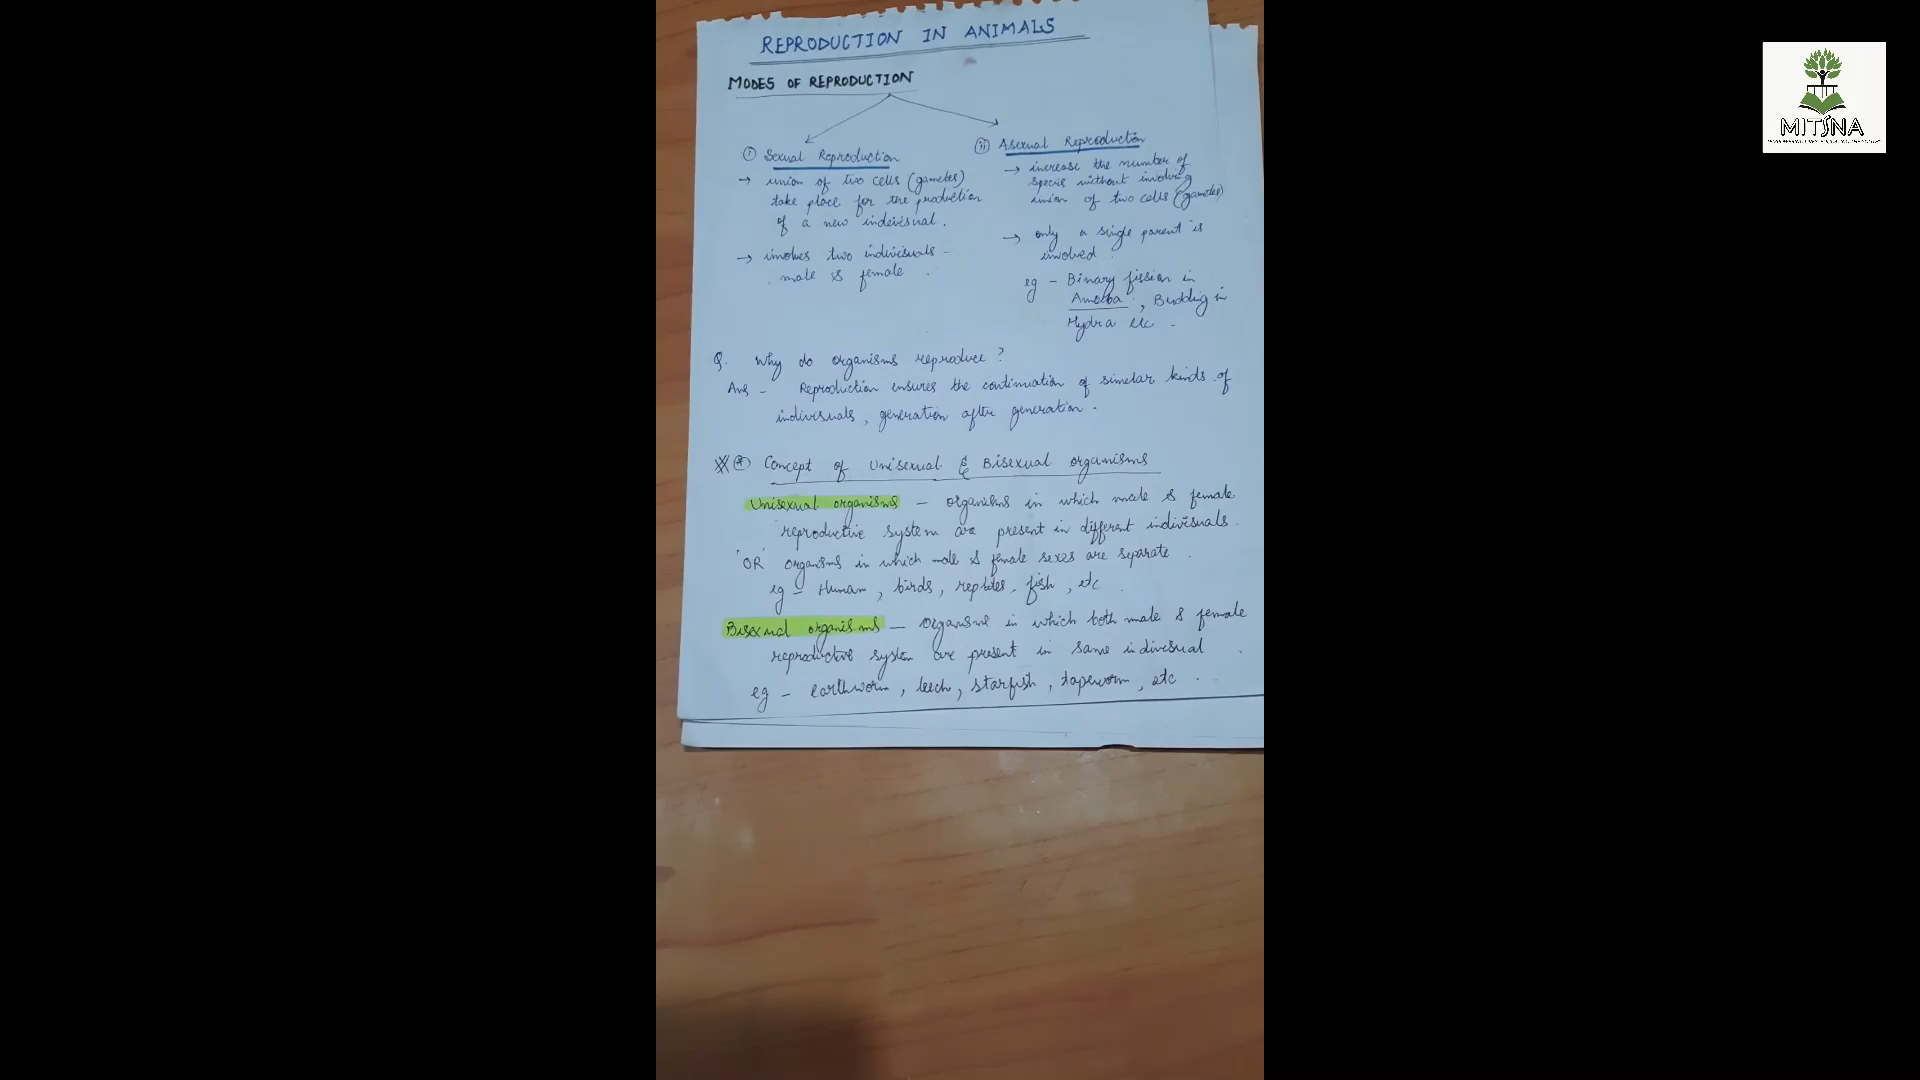 REPRODUCTION IN ANIMALS
MODES OF REPRODUCTION
(i) Sexual Reproduction
→ union of two cells (gametes)
take place for the production
of a new indivisual.
→ involves two indivisuals -
male & female
(ii) Asexual Reproduction
→ increase the number of
species without involving
union of two cells (gametes)
→ only a single parent is
involved
eg - Binary fission in
Amoeba, Budding in
Hydra etc
Q. Why do organisms reproduce?
Ans - Reproduction ensures the continuation of similar kinds of
indivisuals, generation after generation.
Concept of Unisexual & Bisexual organisms
Unisexual organisms - organisms in which male & female
reproductive system are present in different indivisuals.
'OR' organisms in which male & female sexes are separate
eg - Human, birds, reptiles, fish, etc
Bisexual organisms - organisms in which both male & female
reproductive system are present in same indivisual
eg - earthworm, leech, starfish, tapeworm, etc.
MITSNA